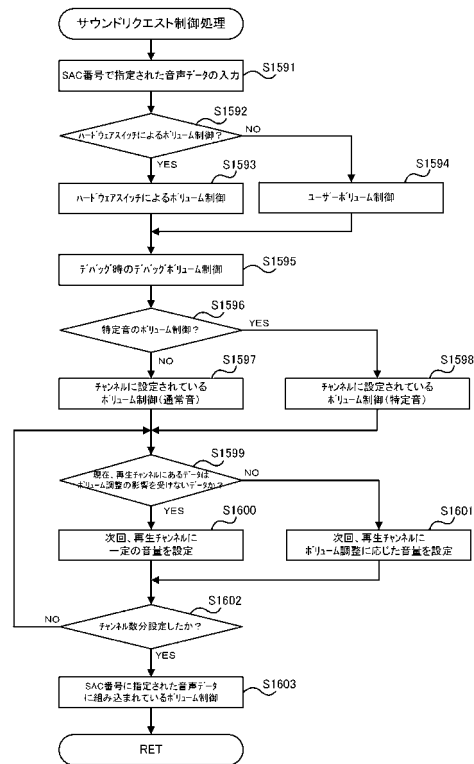 サウンドリクエスト制御処理
S1591
SAC番号で指定された音声データの入力
S1592
ハードウェアスイッチによるボリューム制御？
NO
YES
S1593
ハードウェアスイッチによるボリューム制御
S1594
ユーザーボリューム制御
S1595
デバッグ時のデバッグボリューム制御
S1596
特定音のボリューム制御？
YES
NO
S1597
チャンネルに設定されている
ボリューム制御(通常音)
S1598
チャンネルに設定されている
ボリューム制御(特定音)
S1599
現在、再生チャンネルにあるデータは
ボリューム調整の影響を受けないデータか？
NO
YES
S1600
次回、再生チャンネルに
一定の音量を設定
S1601
次回、再生チャンネルに
ボリューム調整に応じた音量を設定
S1602
NO
チャンネル数分設定したか？
YES
S1603
SAC番号に指定された音声データ
に組み込まれているボリューム制御
RET